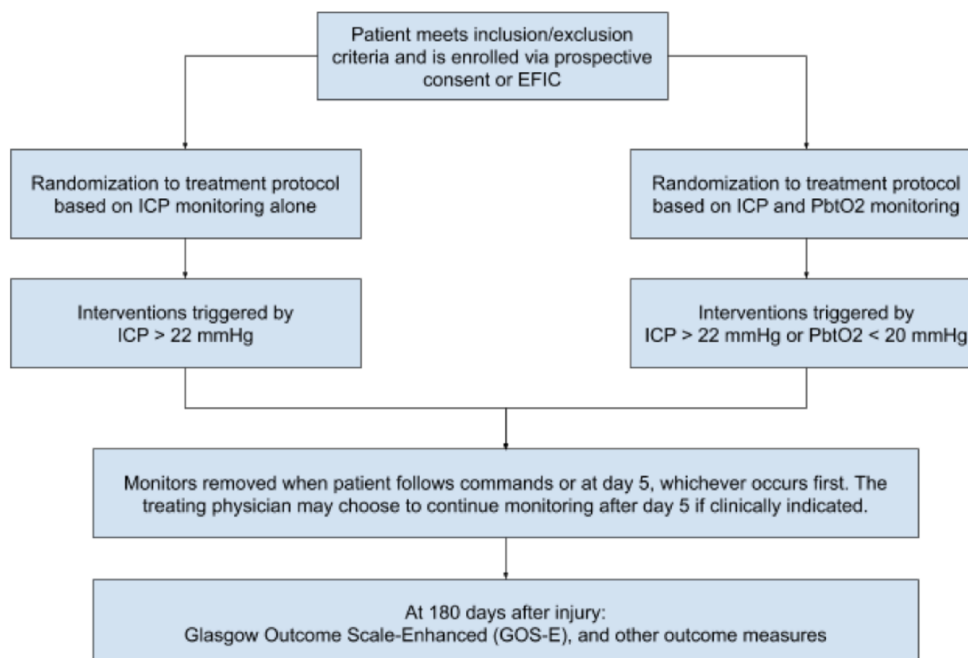 Patient meets inclusion/exclusion
criteria and is enrolled via prospective
consent or EFIC
Randomization to treatment protocol
based on ICP monitoring alone
Randomization to treatment protocol
based on ICP and PbtO2 monitoring
Interventions triggered by
ICP > 22 mmHg
Interventions triggered by
ICP > 22 mmHg or PbtO2 < 20 mmHg
Monitors removed when patient follows commands or at day 5, whichever occurs first. The
treating physician may choose to continue monitoring after day 5 if clinically indicated.
At 180 days after injury:
Glasgow Outcome Scale-Enhanced (GOS-E), and other outcome measures